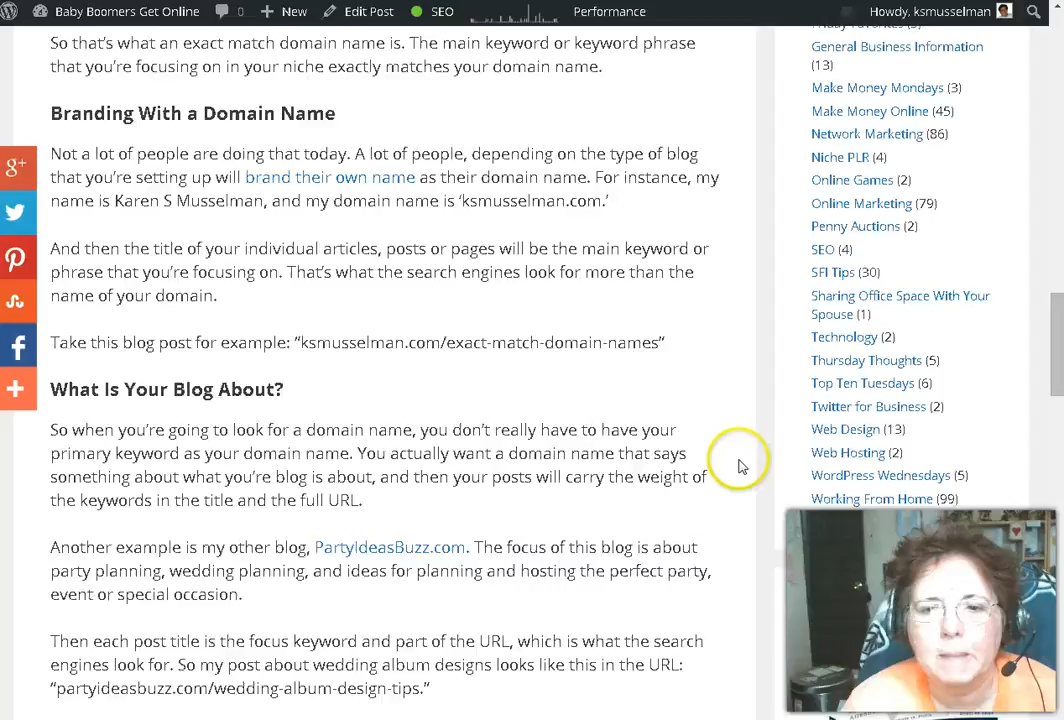 Baby Boomers Get Online 0 New Edit Post SEO Performance Howdy, ksmusselman
So that's what an exact match domain name is. The main keyword or keyword phrase
that you're focusing on in your niche exactly matches your domain name.
Branding With a Domain Name
Not a lot of people are doing that today. A lot of people, depending on the type of blog
that you're setting up will brand their own name as their domain name. For instance, my
name is Karen S Musselman, and my domain name is 'ksmusselman.com.'
And then the title of your individual articles, posts or pages will be the main keyword or
phrase that you're focusing on. That's what the search engines look for more than the
name of your domain.
Take this blog post for example: "ksmusselman.com/exact-match-domain-names"
What Is Your Blog About?
So when you're going to look for a domain name, you don't really have to have your
primary keyword as your domain name. You actually want a domain name that says
something about what you're blog is about, and then your posts will carry the weight of
the keywords in the title and the full URL.
Another example is my other blog, PartyIdeasBuzz.com. The focus of this blog is about
party planning, wedding planning, and ideas for planning and hosting the perfect party,
event or special occasion.
Then each post title is the focus keyword and part of the URL, which is what the search
engines look for. So my post about wedding album designs looks like this in the URL:
"partyideasbuzz.com/wedding-album-design-tips."
General Business Information
(13)
Make Money Mondays (3)
Make Money Online (45)
Network Marketing (86)
Niche PLR (4)
Online Games (2)
Online Marketing (79)
Penny Auctions (2)
SEO (4)
SFI Tips (30)
Sharing Office Space With Your
Spouse (1)
Technology (2)
Thursday Thoughts (5)
Top Ten Tuesdays (6)
Twitter for Business (2)
Web Design (13)
Web Hosting (2)
WordPress Wednesdays (5)
Working From Home (99)